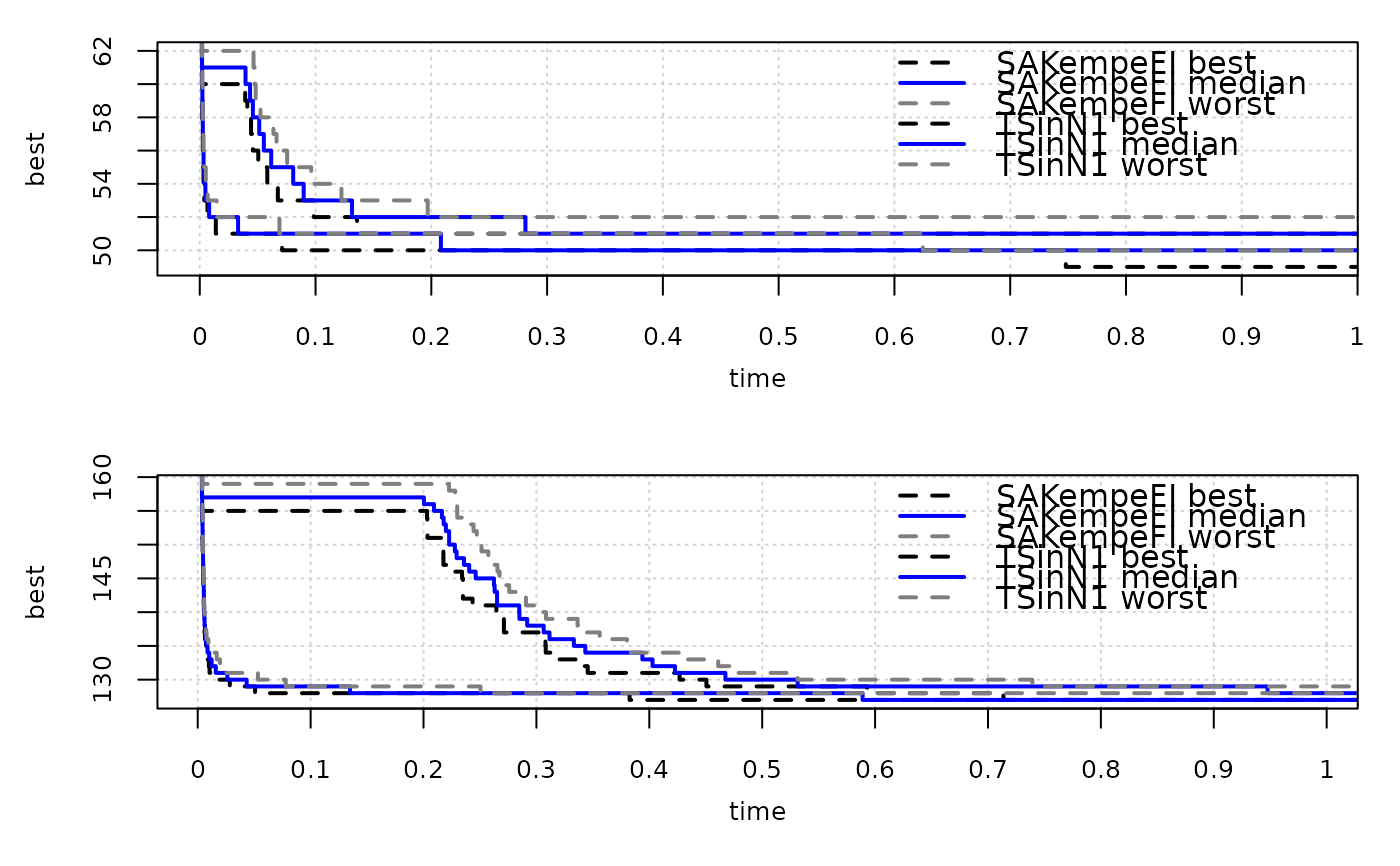 SAKempeFI best
SAKempeFI median
SAKempeFI worst
TSinN1 best
TSinN1 median
TSinN1 worst
62
58
54
50
best
0 0.1 0.2 0.3 0.4 0.5 0.6 0.7 0.8 0.9 1
time
SAKempeFI best
SAKempeFI median
SAKempeFI worst
TSinN1 best
TSinN1 median
TSinN1 worst
160
145
130
best
0 0.1 0.2 0.3 0.4 0.5 0.6 0.7 0.8 0.9 1
time